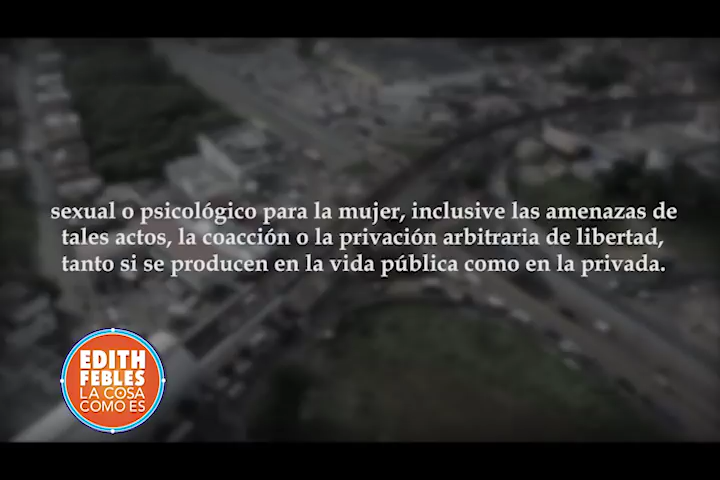 sexual o psicológico para la mujer, inclusive las amenazas de
tales actos, la coacción o la privación arbitraria de libertad,
tanto si se producen en la vida pública como en la privada.
EDITH
FEBLES
LA COSA
COMO ES